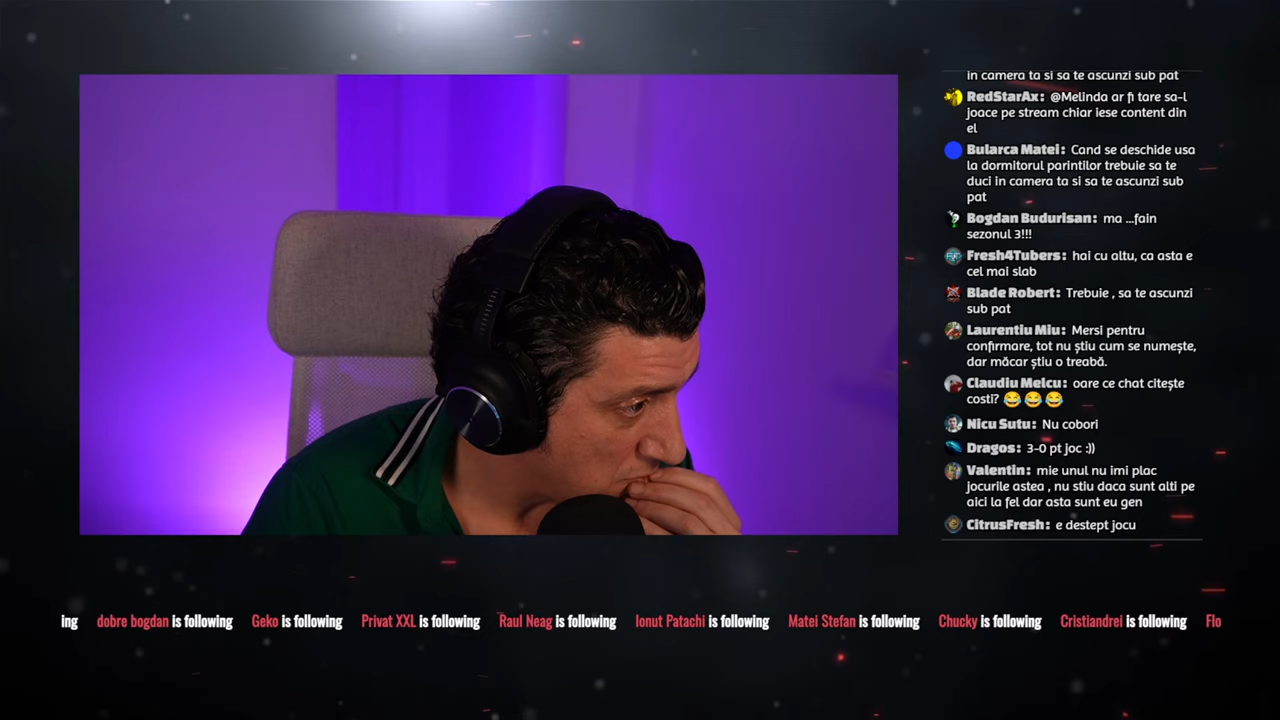 in camera ta si sa te ascunzi sub pat
RedStarAx: @Melinda ar fi tare sa-l
joace pe stream chiar iese content din
el
Bularca Matei: Cand se deschide usa
la dormitorul parintilor trebuie sa te
duci in camera ta si sa te ascunzi sub
pat
Bogdan Budurisan: ma ...fain
sezonul 3!!!
Fresh4Tubers: hai cu altu, ca asta e
cel mai slab
Blade Robert: Trebuie , sa te ascunzi
sub pat
Laurentiu Miu: Mersi pentru
confirmare, tot nu știu cum se numește,
dar măcar știu o treabă.
Claudiu Melcu: oare ce chat citește
costi? 😂 😂 😂
Nicu Sutu: Nu cobori
Dragos: 3-0 pt joc :))
Valentin: mie unul nu imi plac
jocurile astea , nu stiu daca sunt alti pe
aici la fel dar asta sunt eu gen
CitrusFresh: e destept jocu
ing dobre bogdan is following Geko is following Privat XXL is following Raul Neag is following Ionut Patachi is following Matei Stefan is following Chucky is following Cristiandrei is following Flo